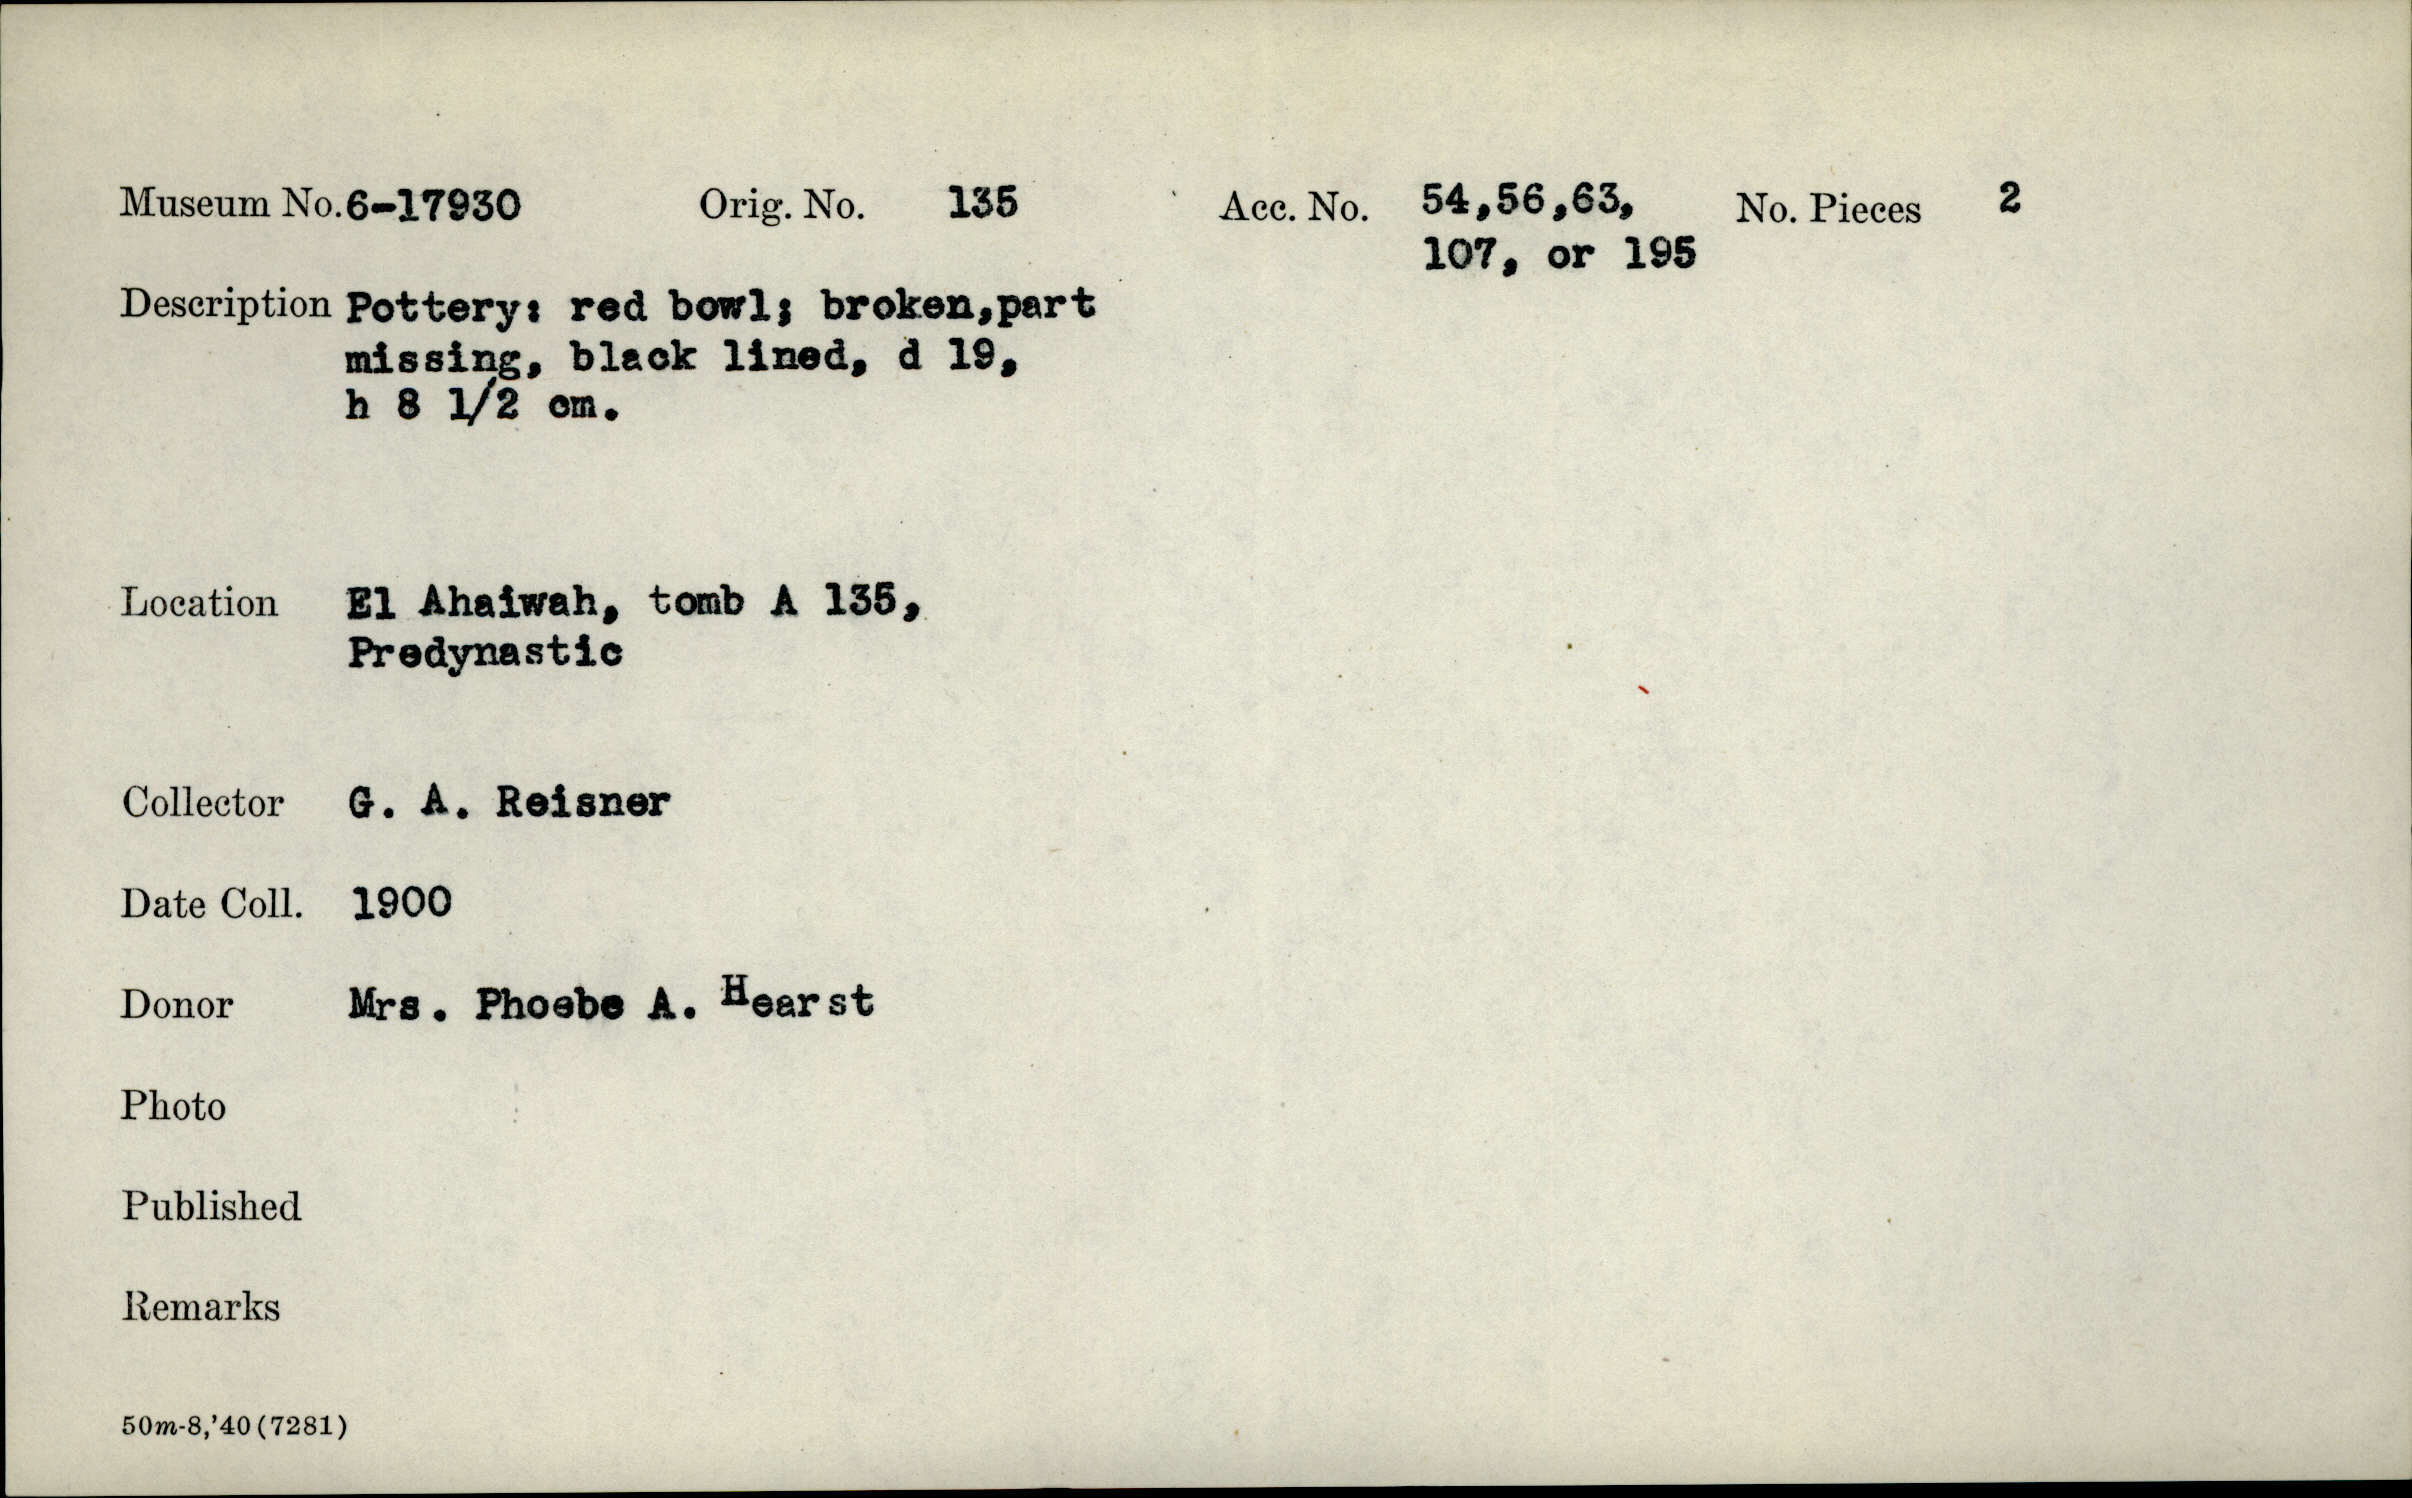 Museum No. 6-17930 Orig. No. 135 Acc. No. 54,56,63, No. Pieces 2
107, or 195
Description Pottery: red bowl; broken,part
missing, black lined, d 19,
h 8 1/2 cm.
Location El Ahaiwah, tomb A 135,
Predynastic
Collector G. A. Reisner
Date Coll. 1900
Donor Mrs. Phoebe A. Hearst
Photo
Published
Remarks
50m-8,'40(7281)